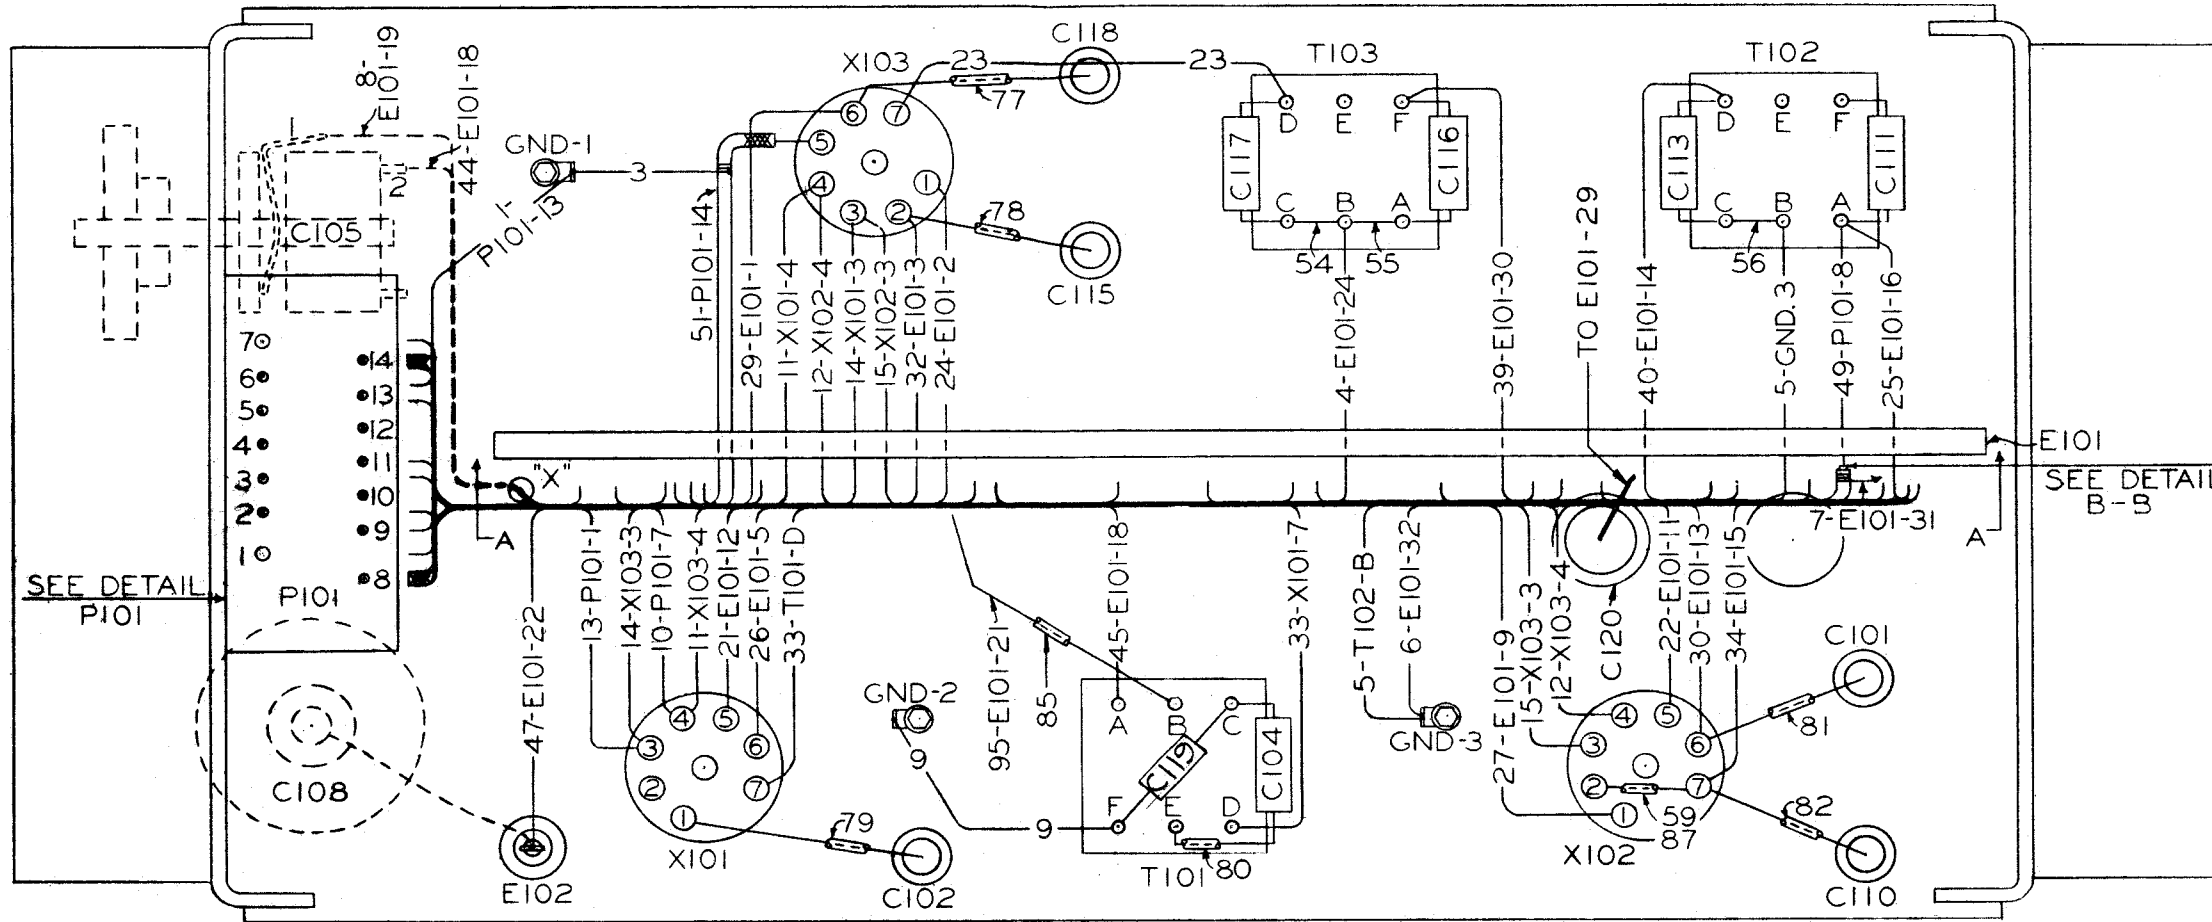 8-
E101-19
44-E101-18
1
2
C105
GND-1
3
1-
P101-13
X103
23
C118
23
77
6
7
5
4
1
3
2
78
C115
T103
D
E
F
C117
C116
C
B
A
54
55
T102
D
E
F
C113
C111
C
B
A
56
51-P101-14
29-E101-1
11-X101-4
12-X102-4
14-X101-3
15-X102-3
32-E101-3
24-E101-2
4-E101-24
39-E101-30
TO E101-29
40-E101-14
5-GND.3
49-P101-8
25-E101-16
7
6
5
4
3
2
1
14
13
12
11
10
9
8
P101
SEE DETAIL
P101
"X"
A
E101
SEE DETAIL
B-B
7-E101-31
A
47-E101-22
13-P101-1
14-X103-3
10-P101-7
11-X103-4
21-E101-12
26-E101-5
33-T101-D
95-E101-21
85
45-E101-18
33-X101-7
5-T102-B
6-E101-32
27-E101-9
15-X103-3
12-X103-4
C120
22-E101-11
30-E101-13
34-E101-15
C108
E102
4
5
3
6
2
7
1
X101
79
C102
GND-2
9
9
A
B
C
C119
C104
F
E
D
T101
80
GND-3
4
5
3
6
2
7
1
59
87
X102
81
C101
82
C110